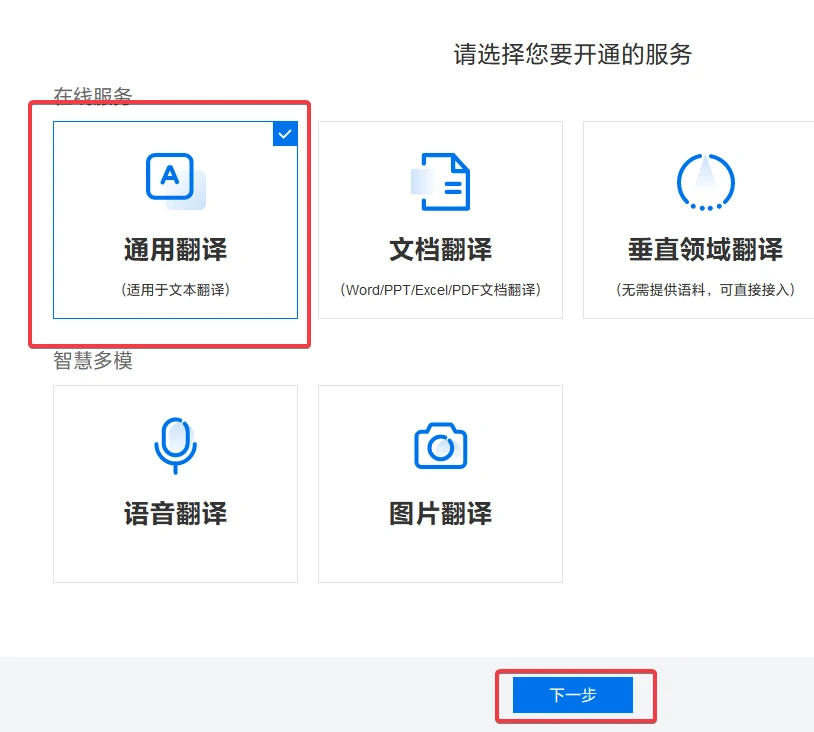 请选择您要开通的服务
在线服务
A
通用翻译
（适用于文本翻译）
文档翻译
（Word/PPT/Excel/PDF文档翻译）
垂直领域翻译
（无需提供语料，可直接接入）
智慧多模
语音翻译
图片翻译
下一步